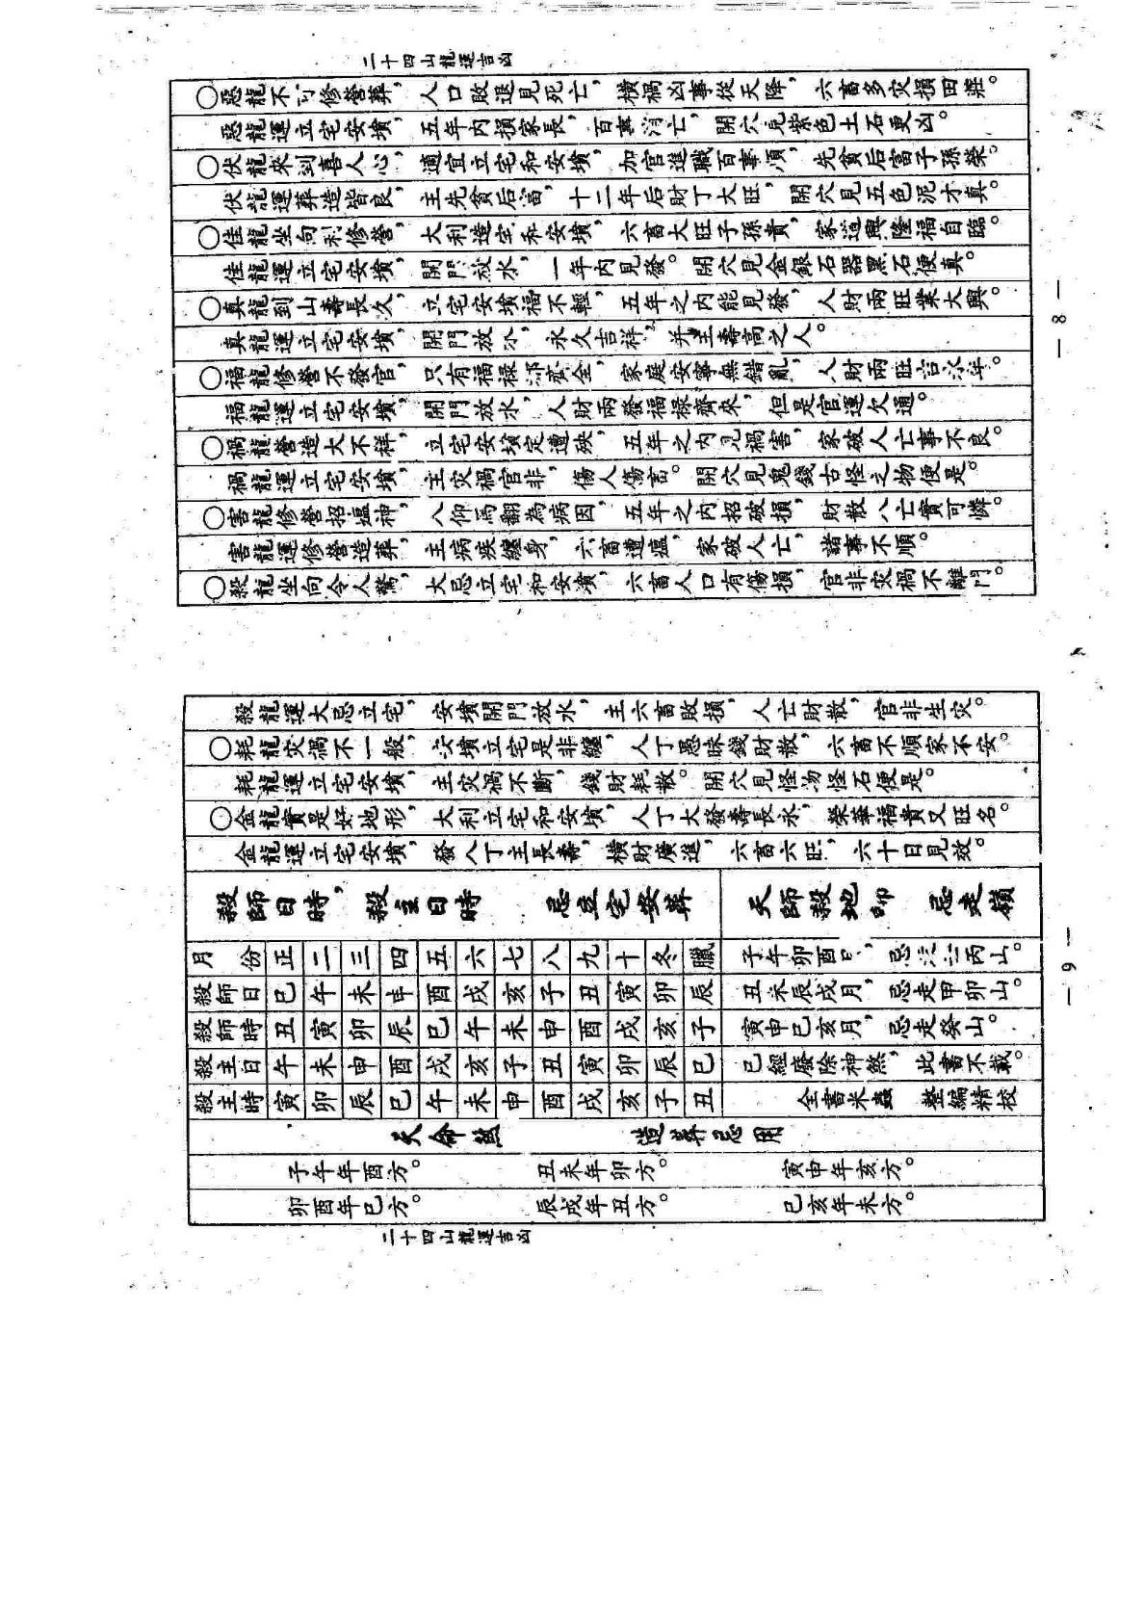 二十四山龍運吉凶
○惡龍不可修營葬，人口敗退見死亡，橫禍凶事從天降，六畜多灾損田莊。
惡龍運立宅安墳，五年內損家長，百事消亡，開穴見紫色土石更凶。
○伏龍來到喜人心，適宜立宅和安墳，加官進職百事順，先貧后富子孫榮。
伏龍運葬造皆良，主先貧后富，十二年后財丁大旺，開穴見五色泥才真。
○佳龍坐向利修營，大利造宅和安墳，六畜大旺子孫貴，家道興隆福自臨。
佳龍運立宅安墳，開門放水，一年內見發。開穴見金銀石器黑石便真。
○真龍到山壽長久，立宅安墳福不輕，五年之內能見發，人財兩旺業大興。
真龍運立宅安墳，開門放水，永久吉祥，并主壽高之人。
○福龍修營不發官，只有福祿齊全，家庭安寧無錯亂，人財兩旺年。
福龍運立宅安墳，開門放水，人財兩發福祿齊來，但是官運欠通。
○禍龍營造大不祥，立宅安墳定遭殃，五年之內見禍害，家破人亡事不良。
禍龍運立宅安墳，主灾禍官非，傷人傷畜。開穴見鬼錢古怪之物便是。
○害龍修營招瘟神，人仰馬翻為病因，五年之內招破損，財散人亡實可憐。
害龍運修營造葬，主病疾纏身，六畜遭瘟，家破人亡，諸事不順。
○殺龍坐向令人驚，大忌立宅和安墳，六畜人口有傷損，官非灾禍不離門。
— 8 —
殺龍運大忌立宅，安墳開門放水，主六畜敗損，人亡財散，官非生灾。
○耗龍灾禍不一般，安墳立宅是非纏，人丁愚昧錢財散，六畜不順家不安。
耗龍運立宅安墳，主灾禍不斷，錢財耗散。開穴見怪物怪石便是。
○金龍實是好地形，大利立宅和安墳，人丁大發壽長永，榮華福貴又旺名。
金龍運立宅安墳，發人丁主長壽，橫財廣進，六畜六旺，六十日見效。
殺師日時，殺主日時 忌立宅安葬 天師殺地師 忌走嶺
月份 正 二 三 四 五 六 七 八 九 十 冬 臘 子午卯酉日，忌丙山。
殺師日 巳 午 未 申 酉 戌 亥 子 丑 寅 卯 辰 丑未辰戌月，忌走甲卯山。
殺師時 丑 寅 卯 辰 巳 午 未 申 酉 戌 亥 子 寅申巳亥月，忌走癸山。
殺主日 午 未 申 酉 戌 亥 子 丑 寅 卯 辰 巳 已經廢除神煞，此書不載。
殺主時 寅 卯 辰 巳 午 未 申 酉 戌 亥 子 丑 全書米蟲 整編精校
天命煞 造葬忌用
子午年酉方。 丑未年卯方。 寅申年亥方。
卯酉年巳方。 辰戌年丑方。 巳亥年未方。
二十四山龍運吉凶
— 9 —